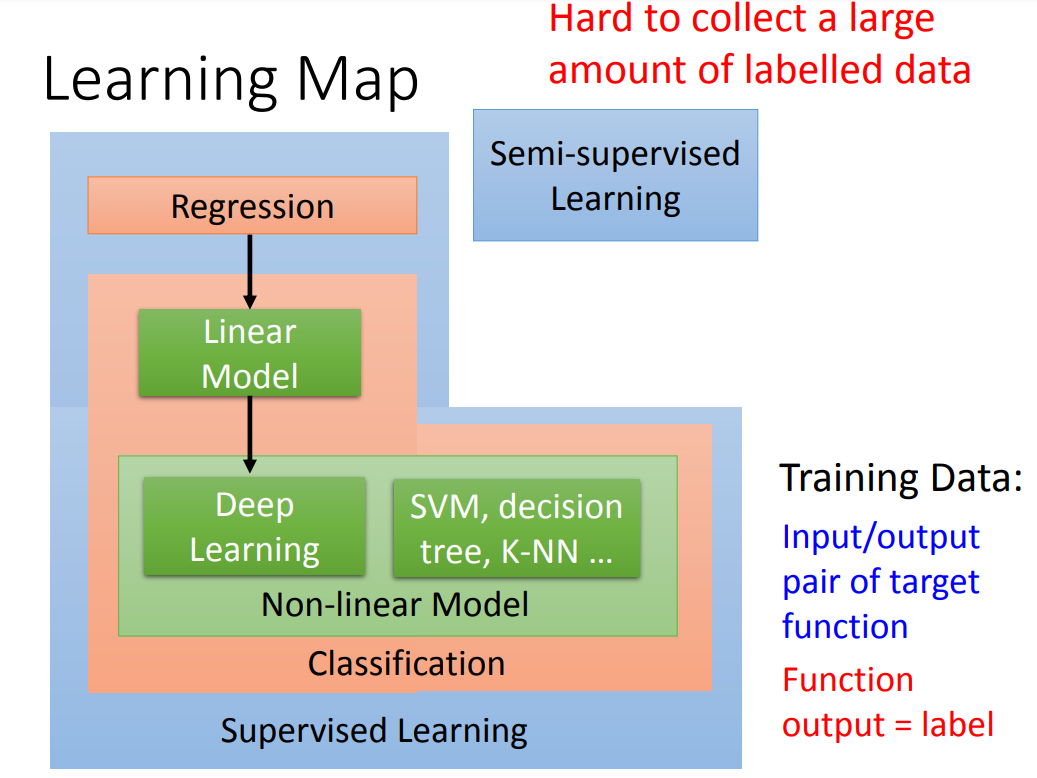 Learning Map
Hard to collect a large
amount of labelled data
Semi-supervised
Learning
Regression
Linear
Model
Deep
Learning
SVM, decision
tree, K-NN ...
Non-linear Model
Classification
Supervised Learning
Training Data:
Input/output
pair of target
function
Function
output = label